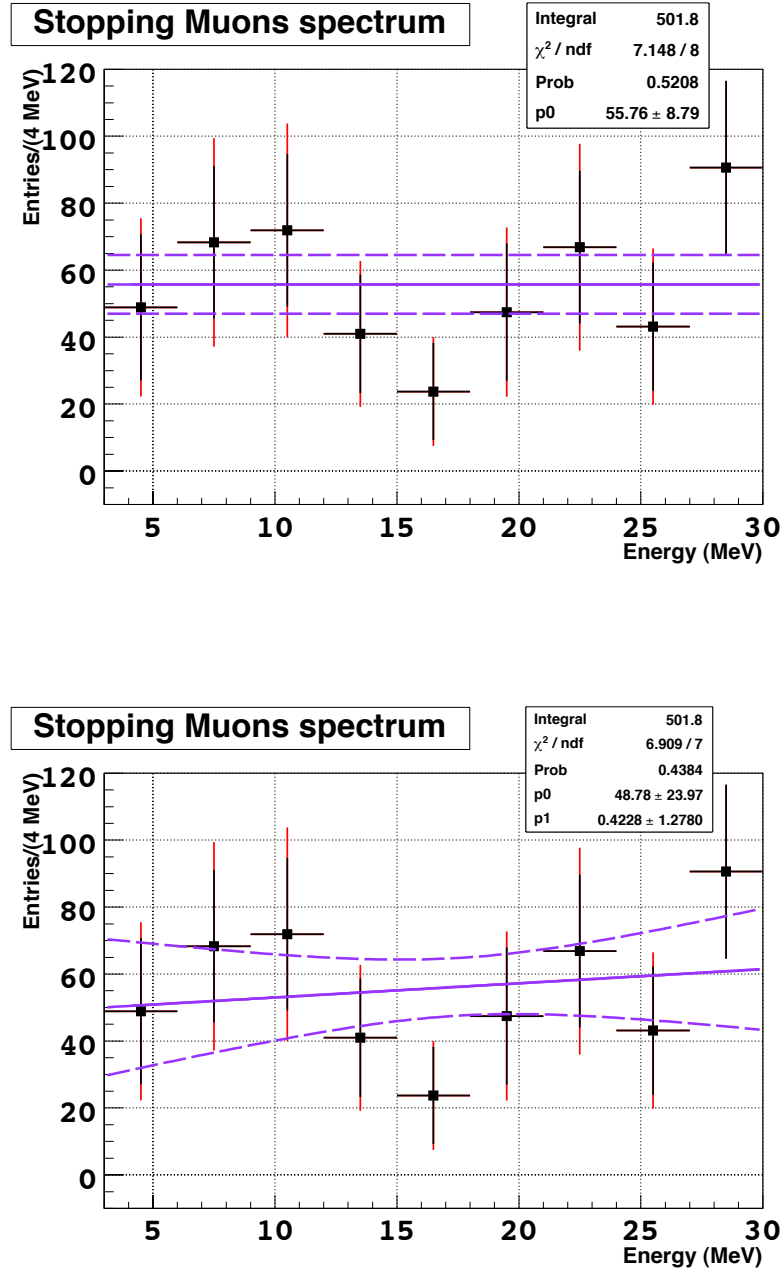 Stopping Muons spectrum
Integral 501.8
χ² / ndf 7.148 / 8
Prob 0.5208
p0 55.76 ± 8.79
Entries/(4 MeV)
120
100
80
60
40
20
0
5 10 15 20 25 30
Energy (MeV)
Stopping Muons spectrum
Integral 501.8
χ² / ndf 6.909 / 7
Prob 0.4384
p0 48.78 ± 23.97
p1 0.4228 ± 1.2780
Entries/(4 MeV)
120
100
80
60
40
20
0
5 10 15 20 25 30
Energy (MeV)